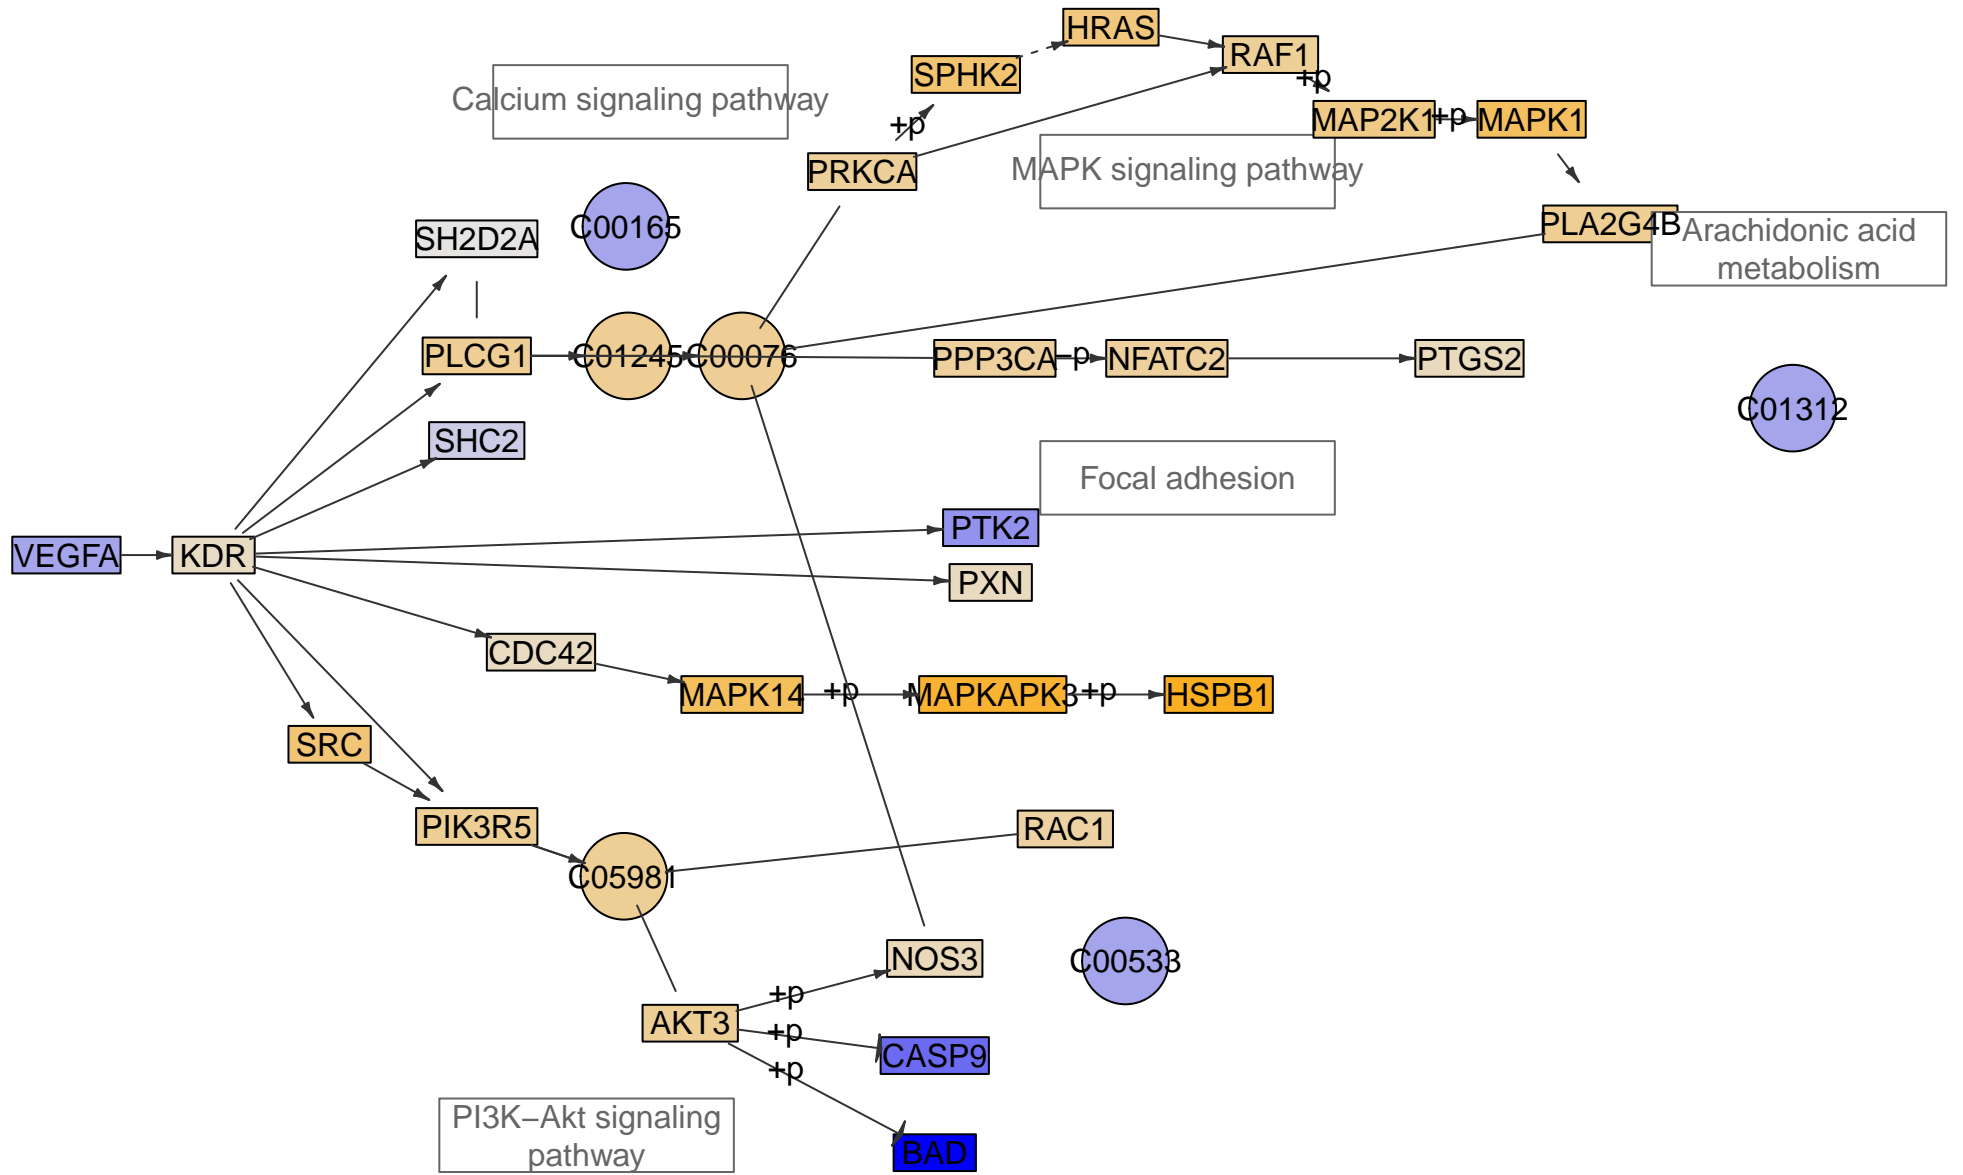 HRAS
RAF1
+p
SPHK2
Calcium signaling pathway
+p
MAP2K1
+p
MAPK1
PRKCA
MAPK signaling pathway
C00165
SH2D2A
PLA2G4B
Arachidonic acid
metabolism
PLCG1
C01245
C00076
PPP3CA
-p
NFATC2
PTGS2
C01312
SHC2
Focal adhesion
PTK2
VEGFA
KDR
PXN
CDC42
MAPK14
+p
MAPKAPK3
+p
HSPB1
SRC
PIK3R5
RAC1
C05981
NOS3
C00533
+p
AKT3
+p
CASP9
+p
PI3K−Akt signaling
pathway
BAD